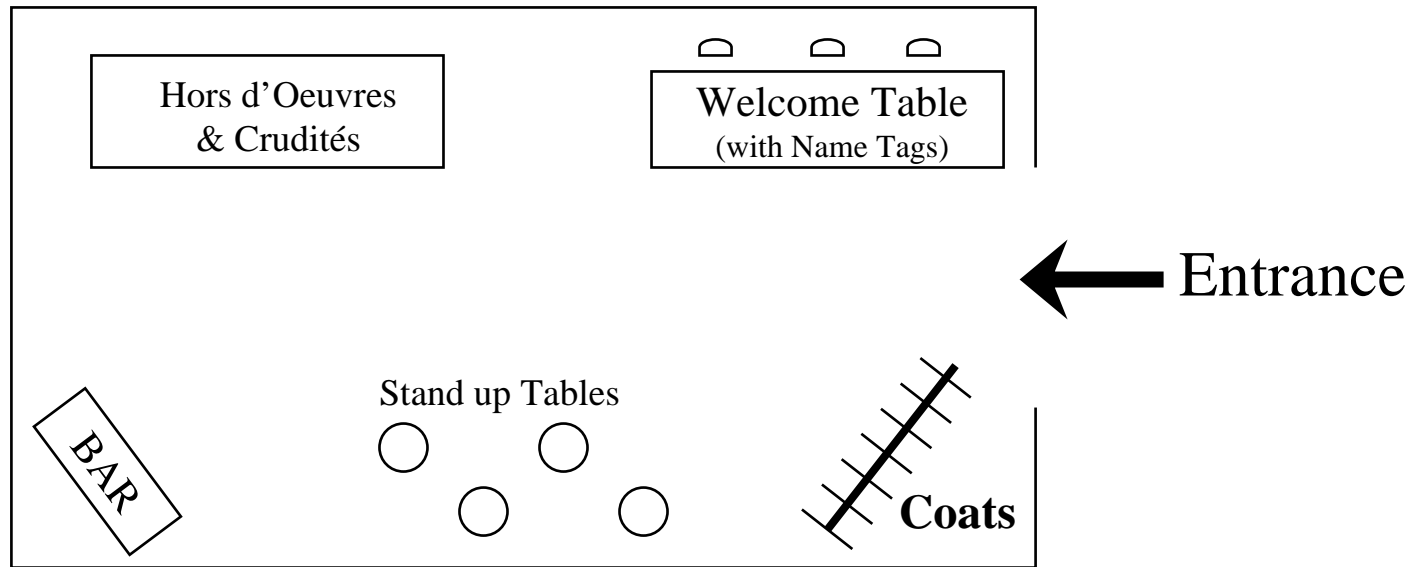 Hors d’Oeuvres
& Crudités
Welcome Table
(with Name Tags)
Entrance
Stand up Tables
BAR
Coats